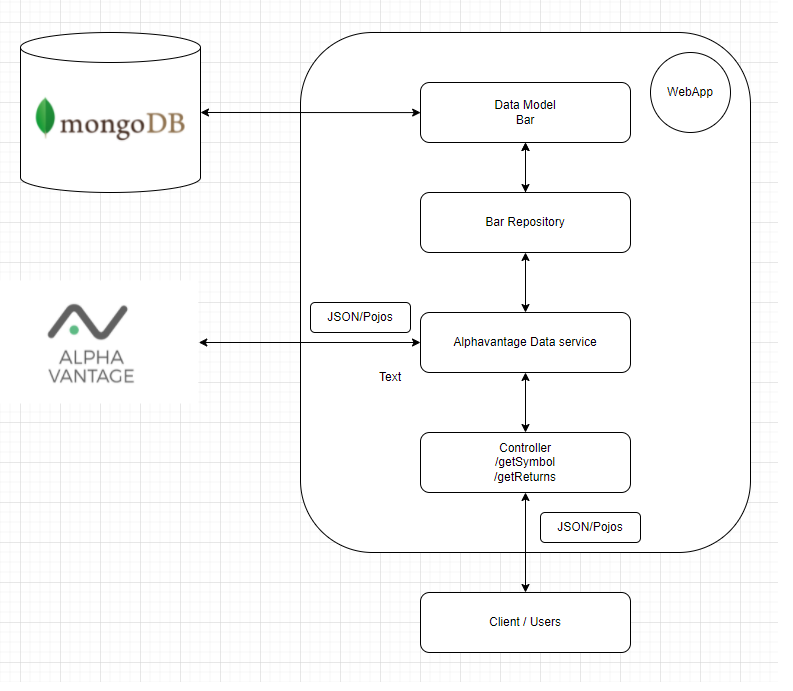 WebApp
mongoDB
Data Model
Bar
Bar Repository
JSON/Pojos
Alphavantage Data service
ALPHA
VANTAGE
Text
Controller
/getSymbol
/getReturns
JSON/Pojos
Client / Users